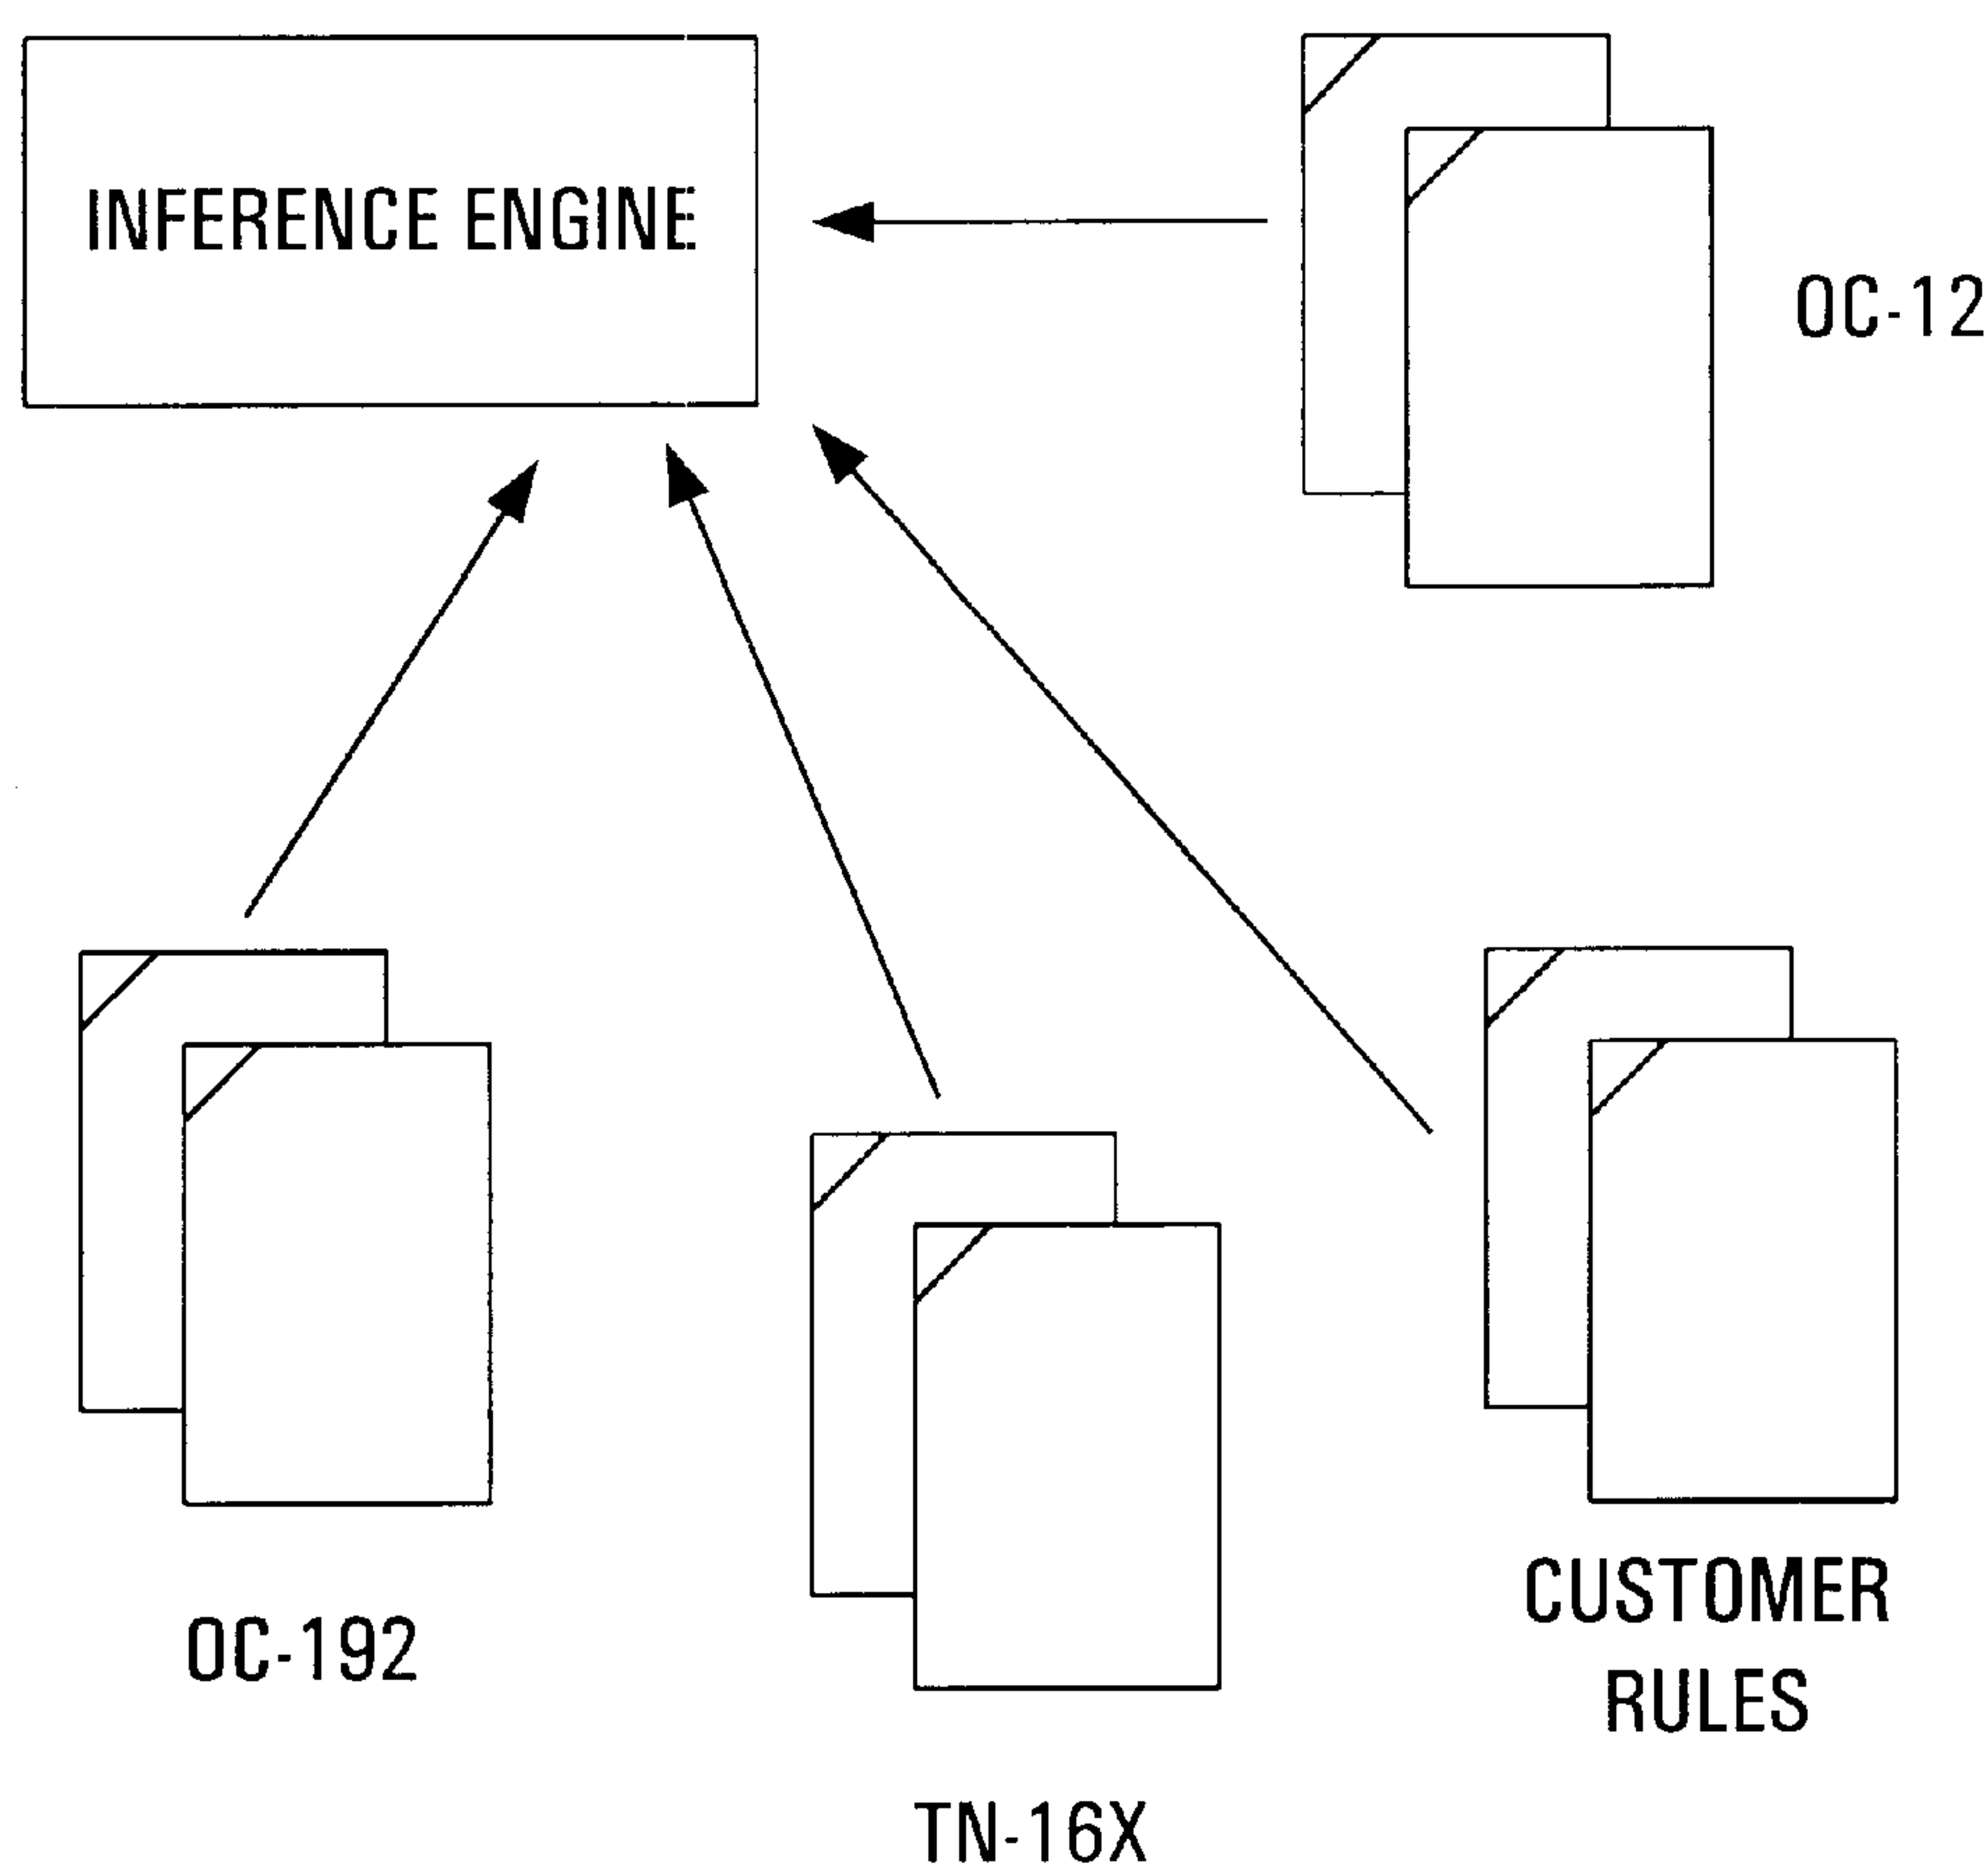 INFERENCE ENGINE
OC-12
OC-192
CUSTOMER
RULES
TN-16X